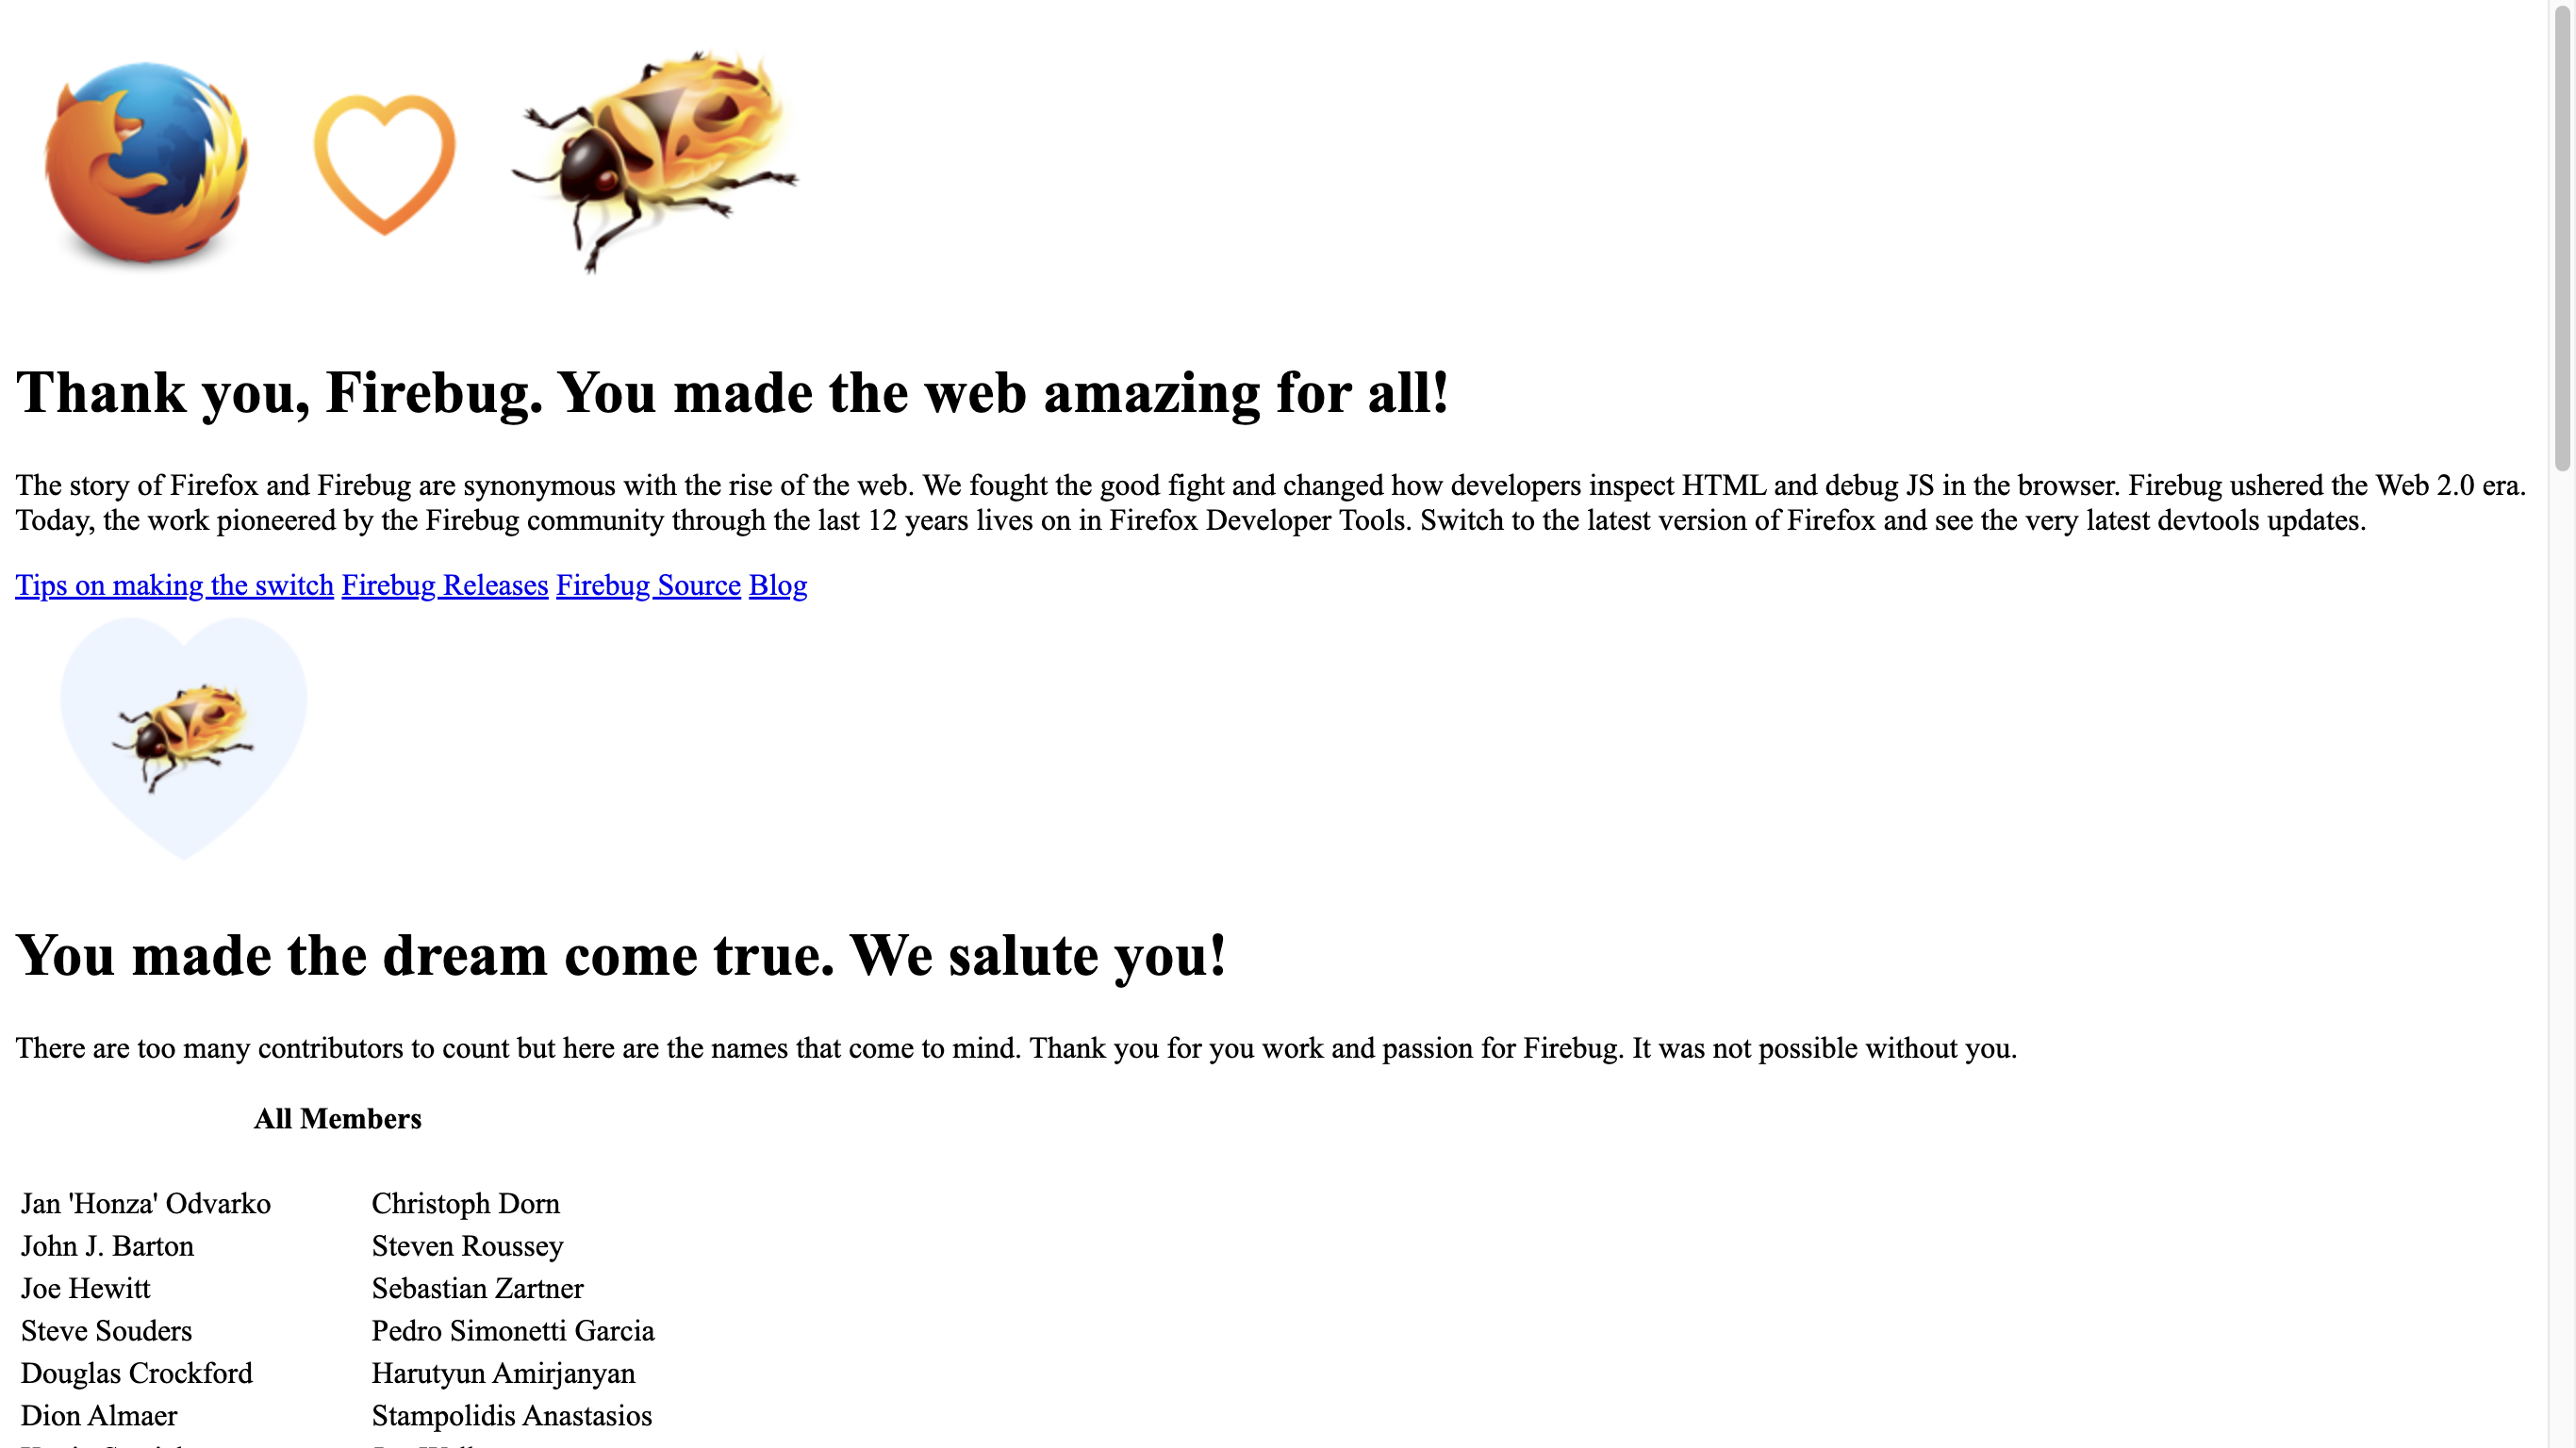 Thank you, Firebug. You made the web amazing for all!
The story of Firefox and Firebug are synonymous with the rise of the web. We fought the good fight and changed how developers inspect HTML and debug JS in the browser. Firebug ushered the Web 2.0 era.
Today, the work pioneered by the Firebug community through the last 12 years lives on in Firefox Developer Tools. Switch to the latest version of Firefox and see the very latest devtools updates.
Tips on making the switch Firebug Releases Firebug Source Blog
You made the dream come true. We salute you!
There are too many contributors to count but here are the names that come to mind. Thank you for you work and passion for Firebug. It was not possible without you.
All Members
Jan 'Honza' Odvarko Christoph Dorn
John J. Barton Steven Roussey
Joe Hewitt Sebastian Zartner
Steve Souders Pedro Simonetti Garcia
Douglas Crockford Harutyun Amirjanyan
Dion Almaer Stampolidis Anastasios